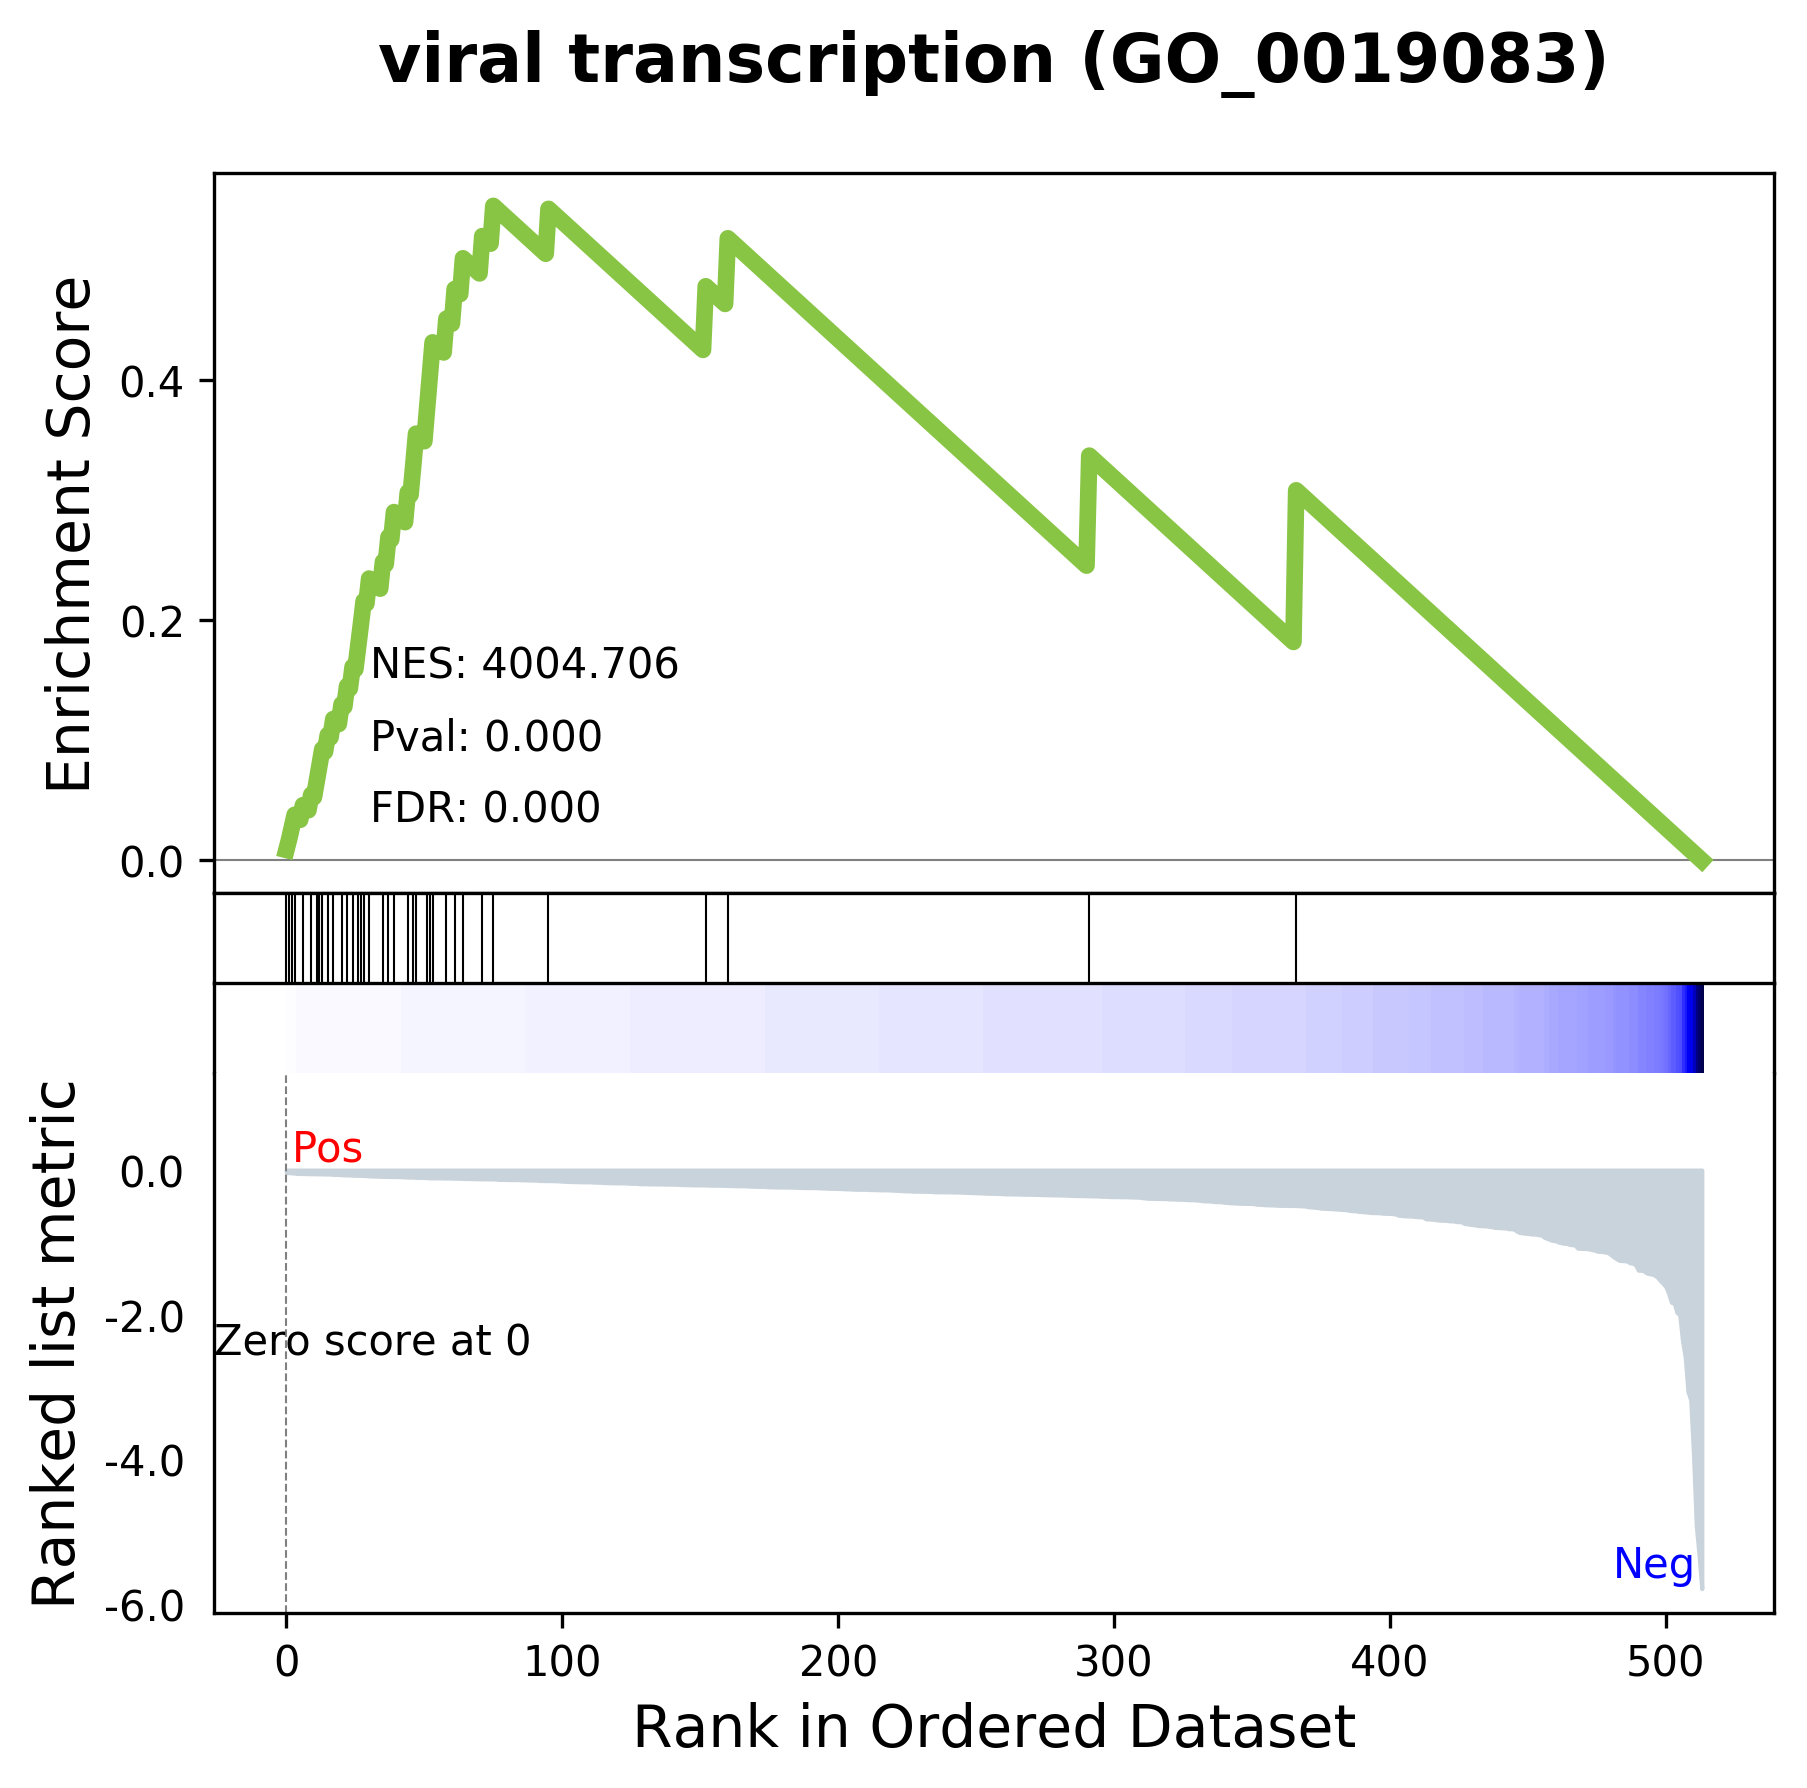 viral transcription (GO_0019083)
Enrichment Score
0.4
0.2
0.0
NES: 4004.706
Pval: 0.000
FDR: 0.000
Ranked list metric
0.0
-2.0
-4.0
-6.0
Pos
Zero score at 0
Neg
0 100 200 300 400 500
Rank in Ordered Dataset